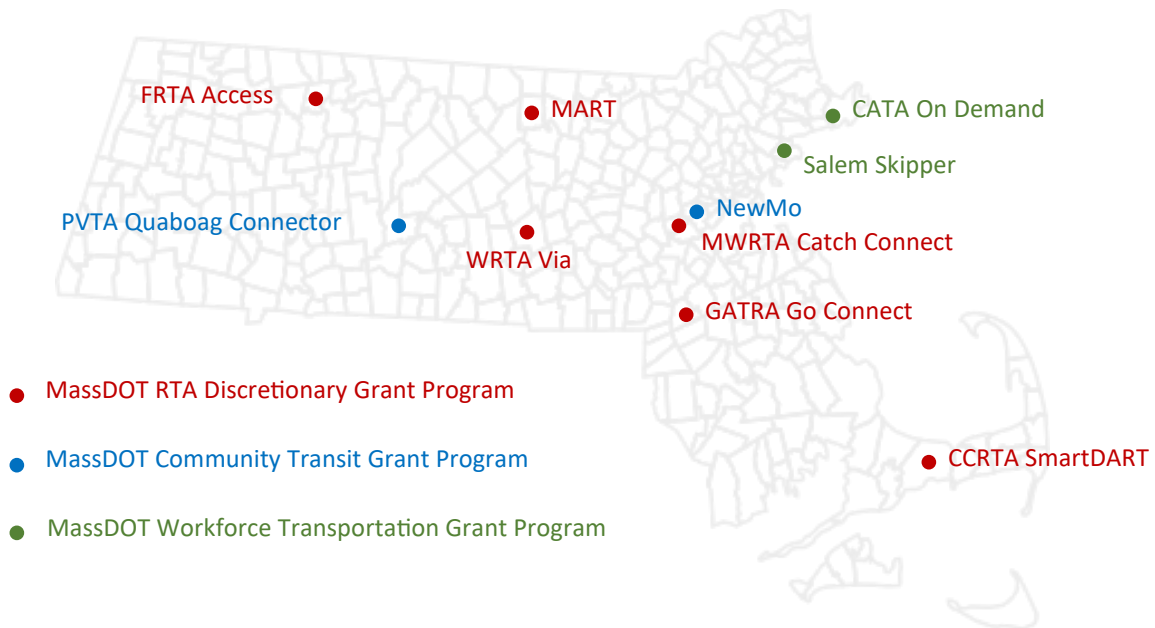 FRTA Access
MART
CATA On Demand
Salem Skipper
PVTA Quaboag Connector
NewMo
MWRTA Catch Connect
WRTA Via
GATRA Go Connect
MassDOT RTA Discretionary Grant Program
MassDOT Community Transit Grant Program
CCRTA SmartDART
MassDOT Workforce Transportation Grant Program